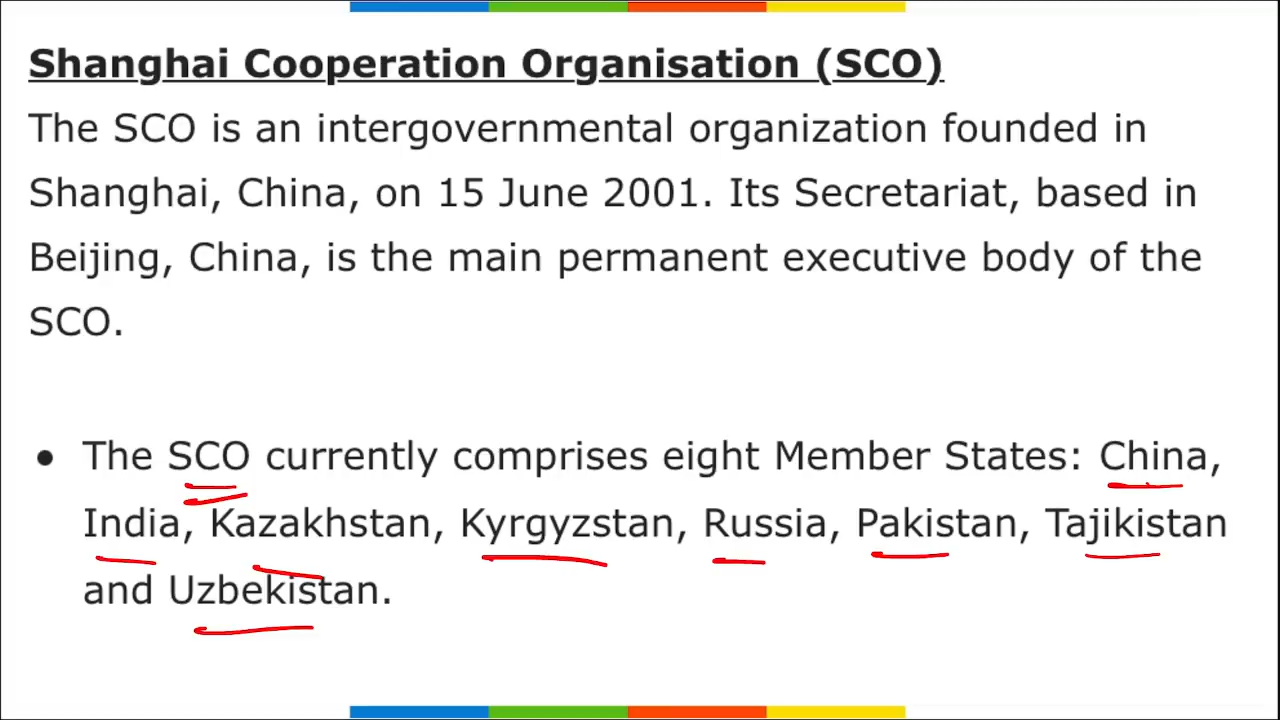 Shanghai Cooperation Organisation (SCO)
The SCO is an intergovernmental organization founded in
Shanghai, China, on 15 June 2001. Its Secretariat, based in
Beijing, China, is the main permanent executive body of the
SCO.
● The SCO currently comprises eight Member States: China,
India, Kazakhstan, Kyrgyzstan, Russia, Pakistan, Tajikistan
and Uzbekistan.